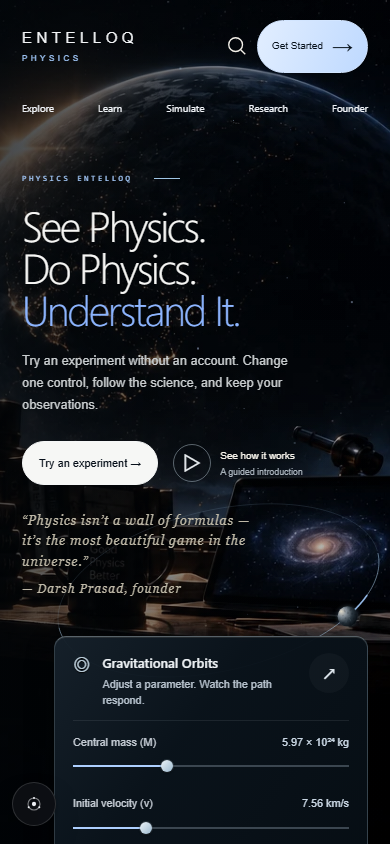 ENTELLOQ
PHYSICS
Get Started →
Explore
Learn
Simulate
Research
Founder
PHYSICS ENTELLOQ
See Physics.
Do Physics.
Understand It.
Try an experiment without an account. Change
one control, follow the science, and keep your
observations.
Try an experiment →
See how it works
A guided introduction
“Physics isn’t a wall of formulas —
it’s the most beautiful game in the
universe.”
— Darsh Prasad, founder
Good
Physics
Better
Gravitational Orbits
↗
Adjust a parameter. Watch the path
respond.
Central mass (M)
5.97 × 10²⁴ kg
Initial velocity (v)
7.56 km/s